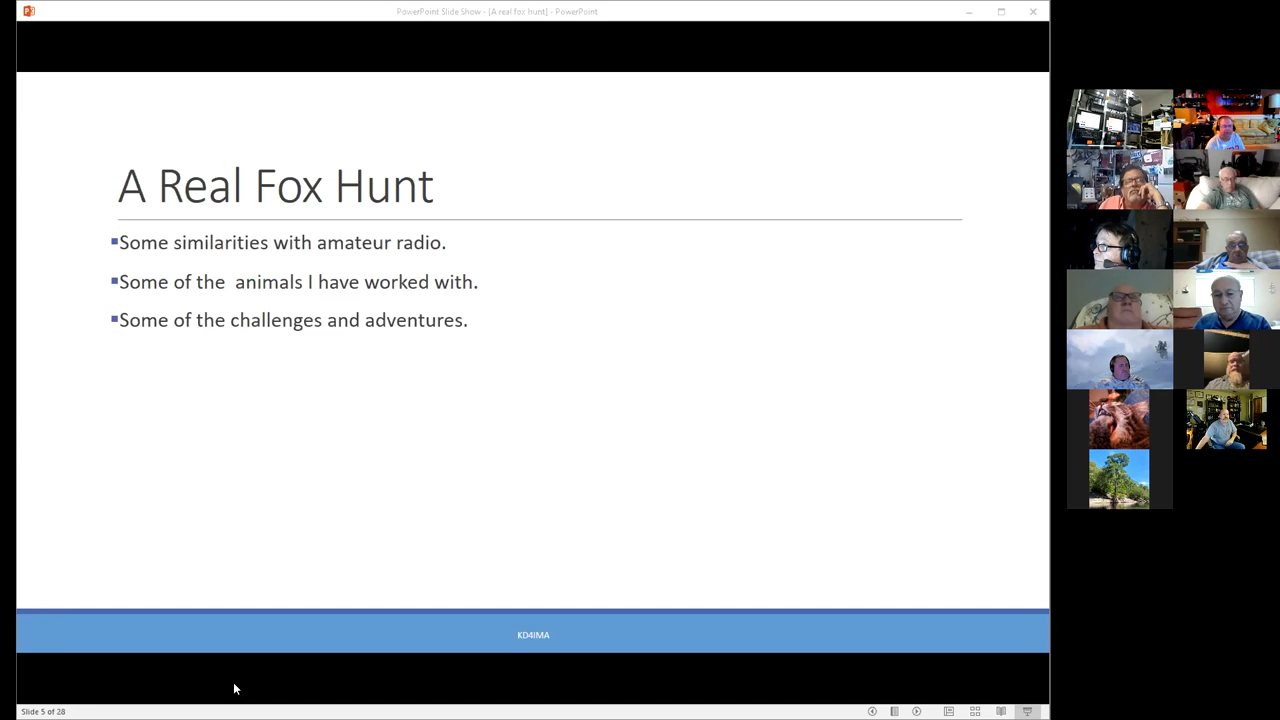 PowerPoint Slide Show - [A real fox hunt] - PowerPoint
A Real Fox Hunt
Some similarities with amateur radio.
Some of the  animals I have worked with.
Some of the challenges and adventures.
KD4IMA
Slide 5 of 28